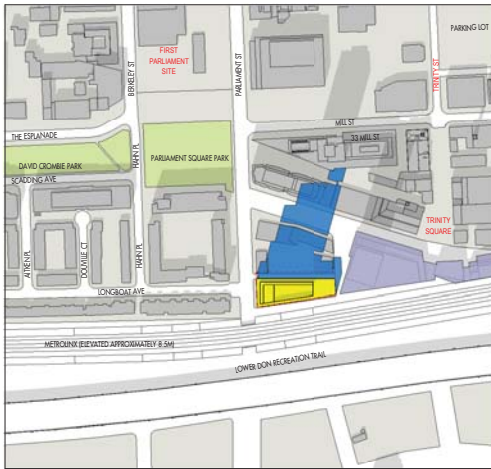 PARKING LOT
FIRST
PARLIAMENT
SITE
BERKELEY ST
PARLIAMENT ST
TRINITY ST.
MILL ST
THE ESPLANADE
33 MILL ST
HAHN PL
PARLIAMENT SQUARE PARK
DAVID CROMBIE PARK
SCADDING AVE
TRINITY
SQUARE
AITKEN PL
DOUVILLE CT
HAHN PL
LONGBOAT AVE
METROLINX (ELEVATED APPROXIMATELY 8.5M)
LOWER DON RECREATION TRAIL